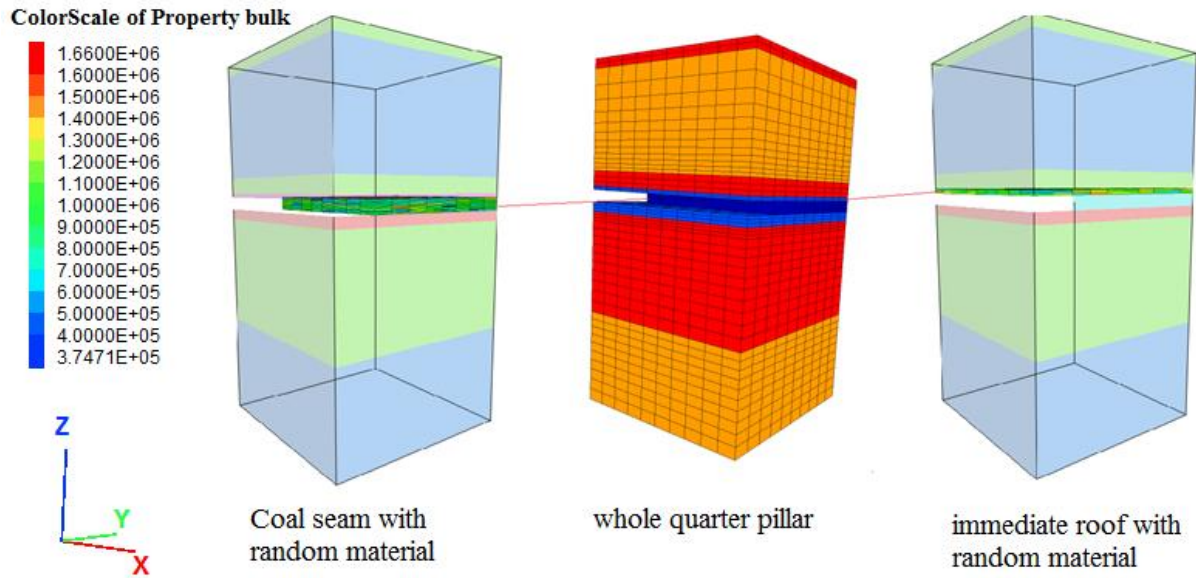 ColorScale of Property bulk
1.6600E+06
1.6000E+06
1.5000E+06
1.4000E+06
1.3000E+06
1.2000E+06
1.1000E+06
1.0000E+06
9.0000E+05
8.0000E+05
7.0000E+05
6.0000E+05
5.0000E+05
4.0000E+05
3.7471E+05
Z
Y
X
Coal seam with
random material
whole quarter pillar
immediate roof with
random material